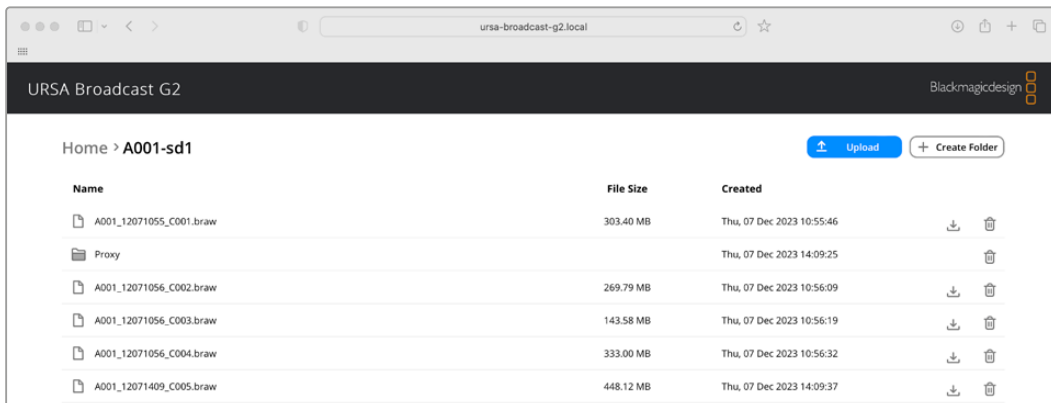 ursa-broadcast-g2.local
URSA Broadcast G2
Blackmagicdesign
Home > A001-sd1
Upload
+ Create Folder
Name File Size Created
A001_12071055_C001.braw 303.40 MB Thu, 07 Dec 2023 10:55:46
Proxy Thu, 07 Dec 2023 14:09:25
A001_12071056_C002.braw 269.79 MB Thu, 07 Dec 2023 10:56:09
A001_12071056_C003.braw 143.58 MB Thu, 07 Dec 2023 10:56:19
A001_12071056_C004.braw 333.00 MB Thu, 07 Dec 2023 10:56:32
A001_12071409_C005.braw 448.12 MB Thu, 07 Dec 2023 14:09:37